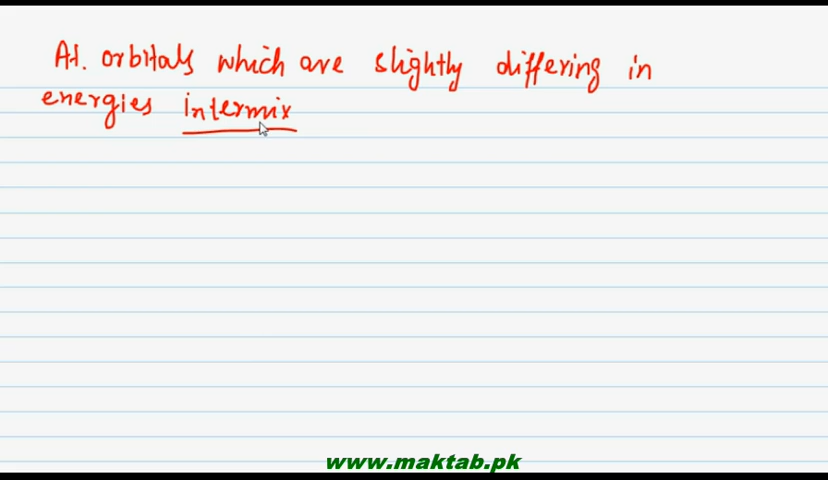 At. orbitals which are slightly differing in
energies intermix
www.maktab.pk